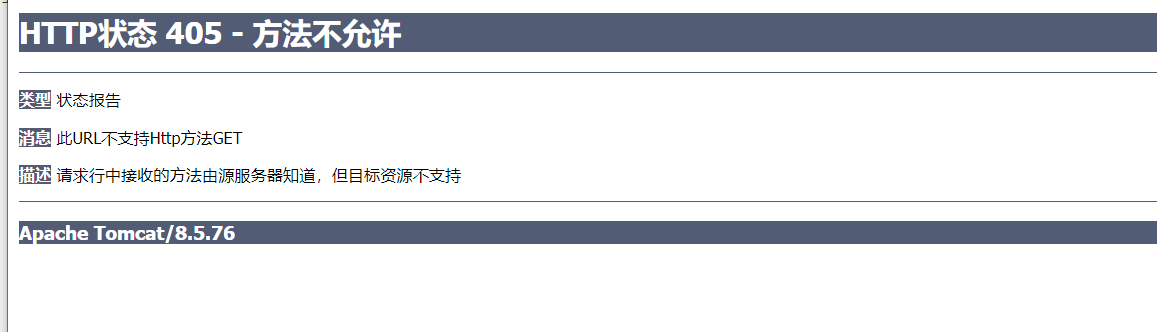 HTTP状态 405 - 方法不允许
类型 状态报告
消息 此URL不支持Http方法GET
描述 请求行中接收的方法由源服务器知道，但目标资源不支持
Apache Tomcat/8.5.76